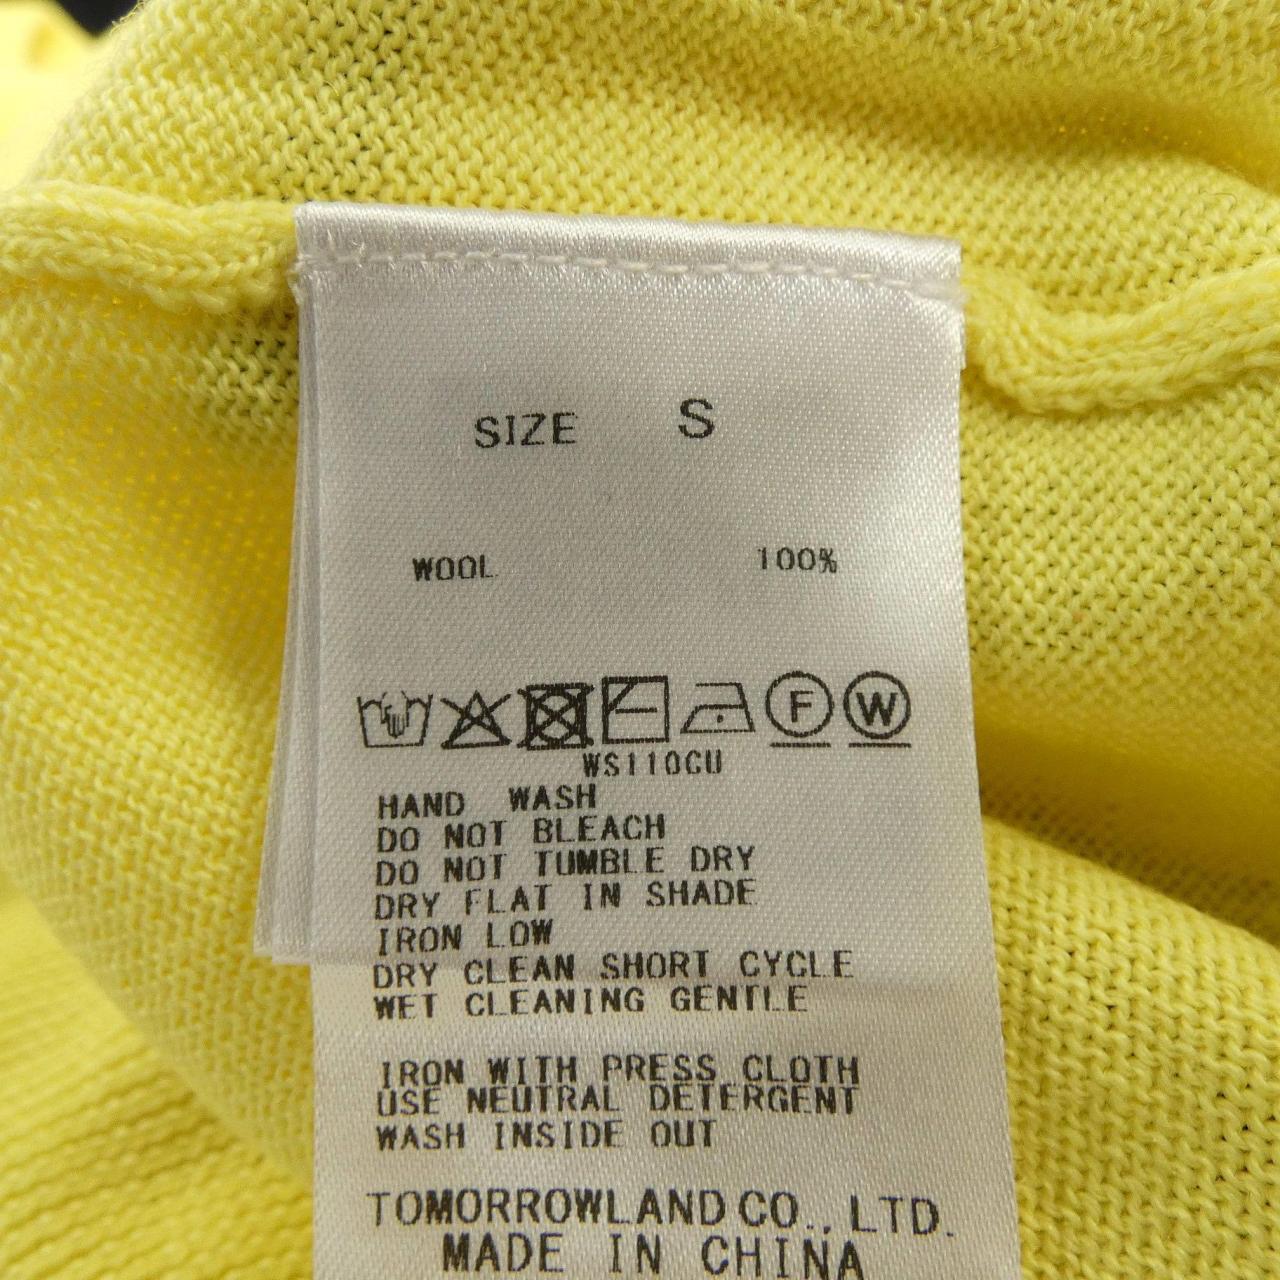 SIZE S
WOOL 100%
F W
WS110CU
HAND WASH
DO NOT BLEACH
DO NOT TUMBLE DRY
DRY FLAT IN SHADE
IRON LOW
DRY CLEAN SHORT CYCLE
WET CLEANING GENTLE
IRON WITH PRESS CLOTH
USE NEUTRAL DETERGENT
WASH INSIDE OUT
TOMORROWLAND CO., LTD.
MADE IN CHINA